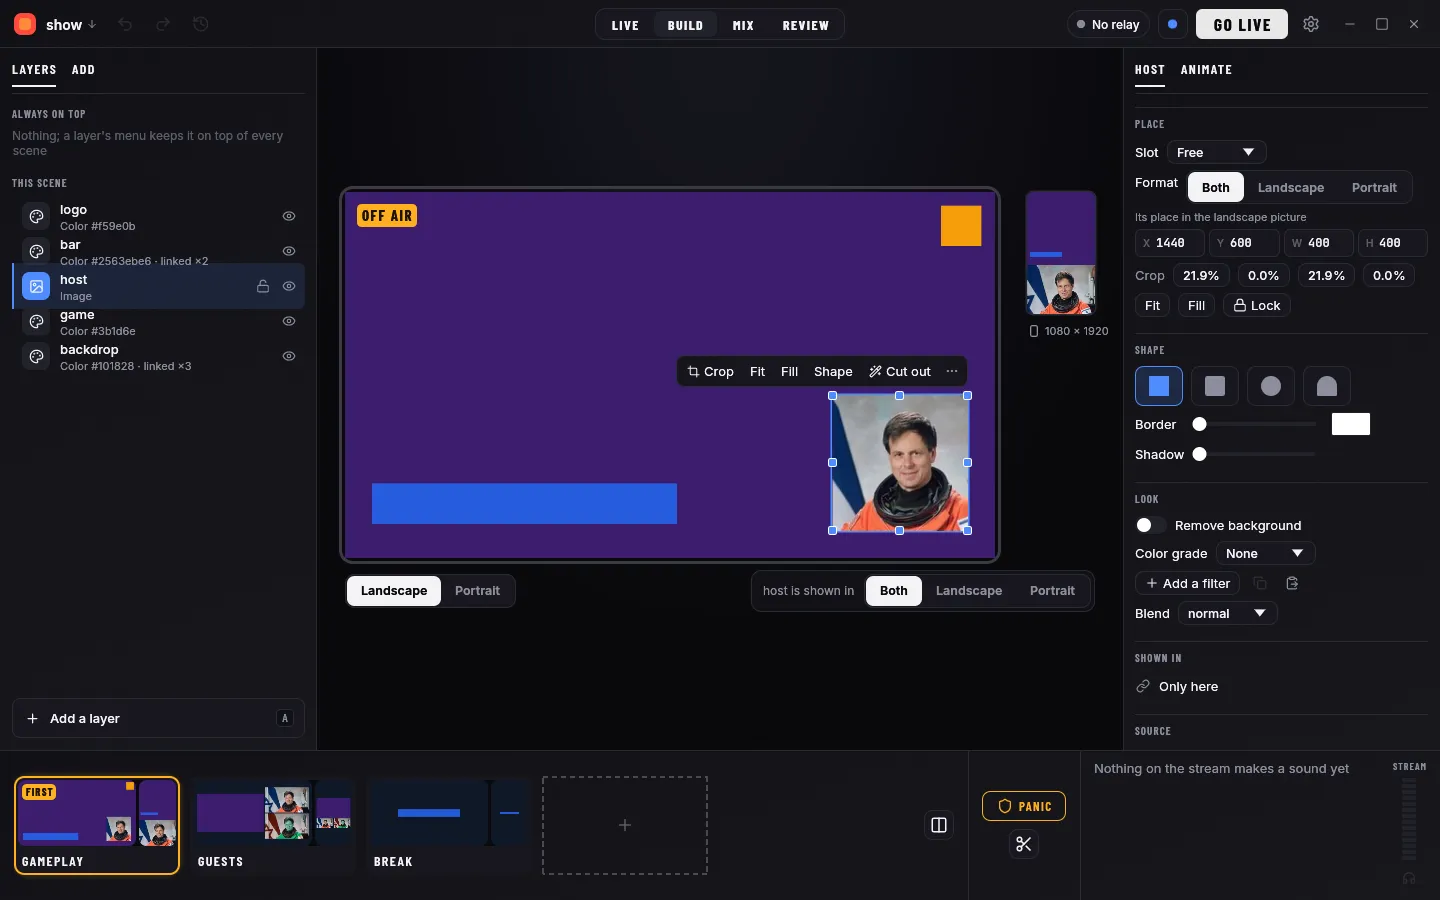 show
LIVE BUILD MIX REVIEW
No relay
GO LIVE
LAYERS ADD
ALWAYS ON TOP
Nothing; a layer's menu keeps it on top of every
scene
THIS SCENE
logo
Color #f59e0b
bar
Color #2563ebe6 · linked ×2
host
Image
game
Color #3b1d6e
backdrop
Color #101828 · linked ×3
Add a layer A
OFF AIR
Crop Fit Fill Shape Cut out ···
1080 × 1920
Landscape Portrait
host is shown in Both Landscape Portrait
HOST ANIMATE
PLACE
Slot Free
Format Both Landscape Portrait
Its place in the landscape picture
X 1440 Y 600 W 400 H 400
Crop 21.9% 0.0% 21.9% 0.0%
Fit Fill Lock
SHAPE
Border
Shadow
LOOK
Remove background
Color grade None
Add a filter
Blend normal
SHOWN IN
Only here
SOURCE
FIRST
GAMEPLAY
GUESTS
BREAK
PANIC
Nothing on the stream makes a sound yet
STREAM